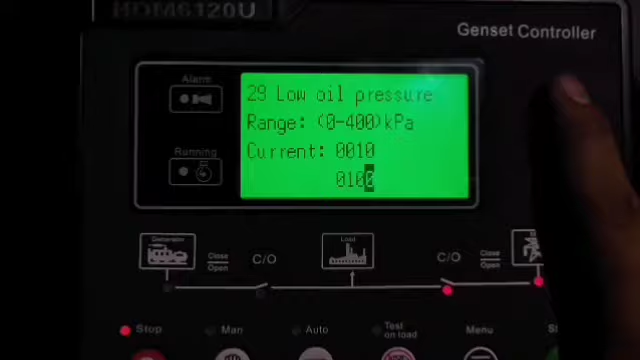 HGM6120U
Genset Controller
Alarm
29 Low oil pressure
Range: (0-400)kPa
Current: 0010
0100
Running
Generator
Close
Open
C/O
Load
C/O
Close
Open
Stop
Man
Auto
Test
on load
Menu